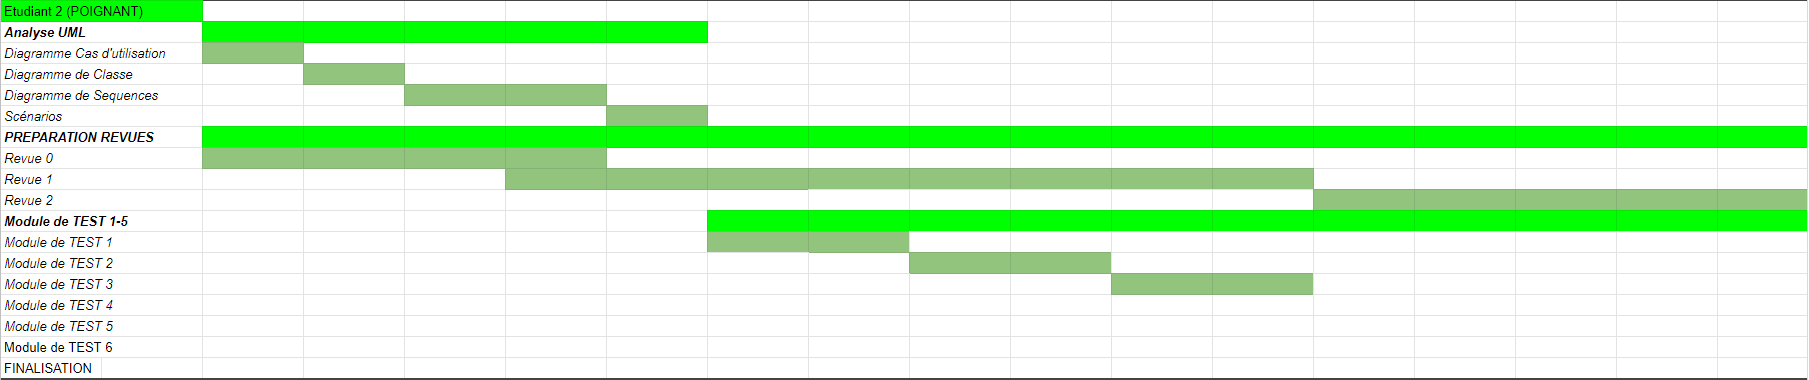 Etudiant 2 (POIGNANT)
Analyse UML
Diagramme Cas d'utilisation
Diagramme de Classe
Diagramme de Sequences
Scénarios
PREPARATION REVUES
Revue 0
Revue 1
Revue 2
Module de TEST 1-5
Module de TEST 1
Module de TEST 2
Module de TEST 3
Module de TEST 4
Module de TEST 5
Module de TEST 6
FINALISATION